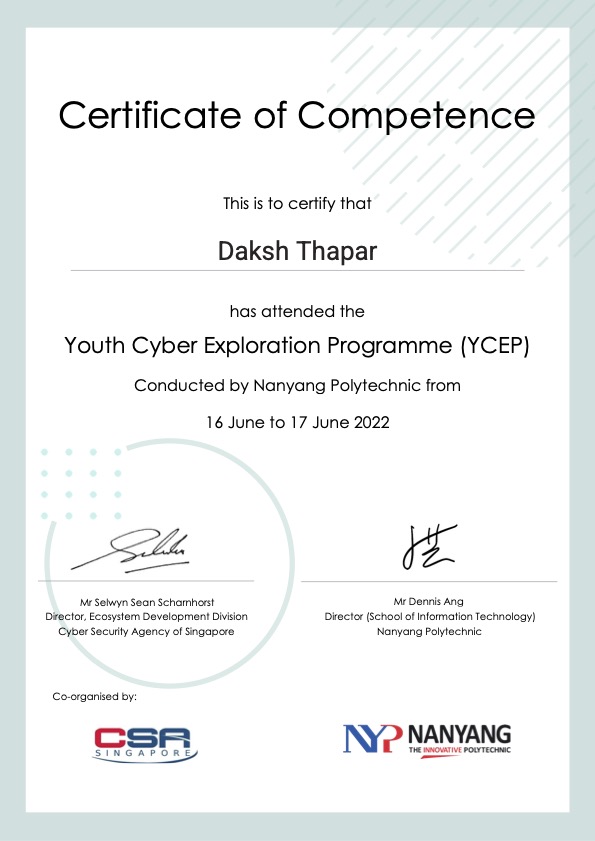 Certificate of Competence
This is to certify that
Daksh Thapar
has attended the
Youth Cyber Exploration Programme (YCEP)
Conducted by Nanyang Polytechnic from
16 June to 17 June 2022
Mr Selwyn Sean Scharnhorst
Director, Ecosystem Development Division
Cyber Security Agency of Singapore
Mr Dennis Ang
Director (School of Information Technology)
Nanyang Polytechnic
Co-organised by:
CSA
SINGAPORE
NYP NANYANG
THE INNOVATIVE POLYTECHNIC